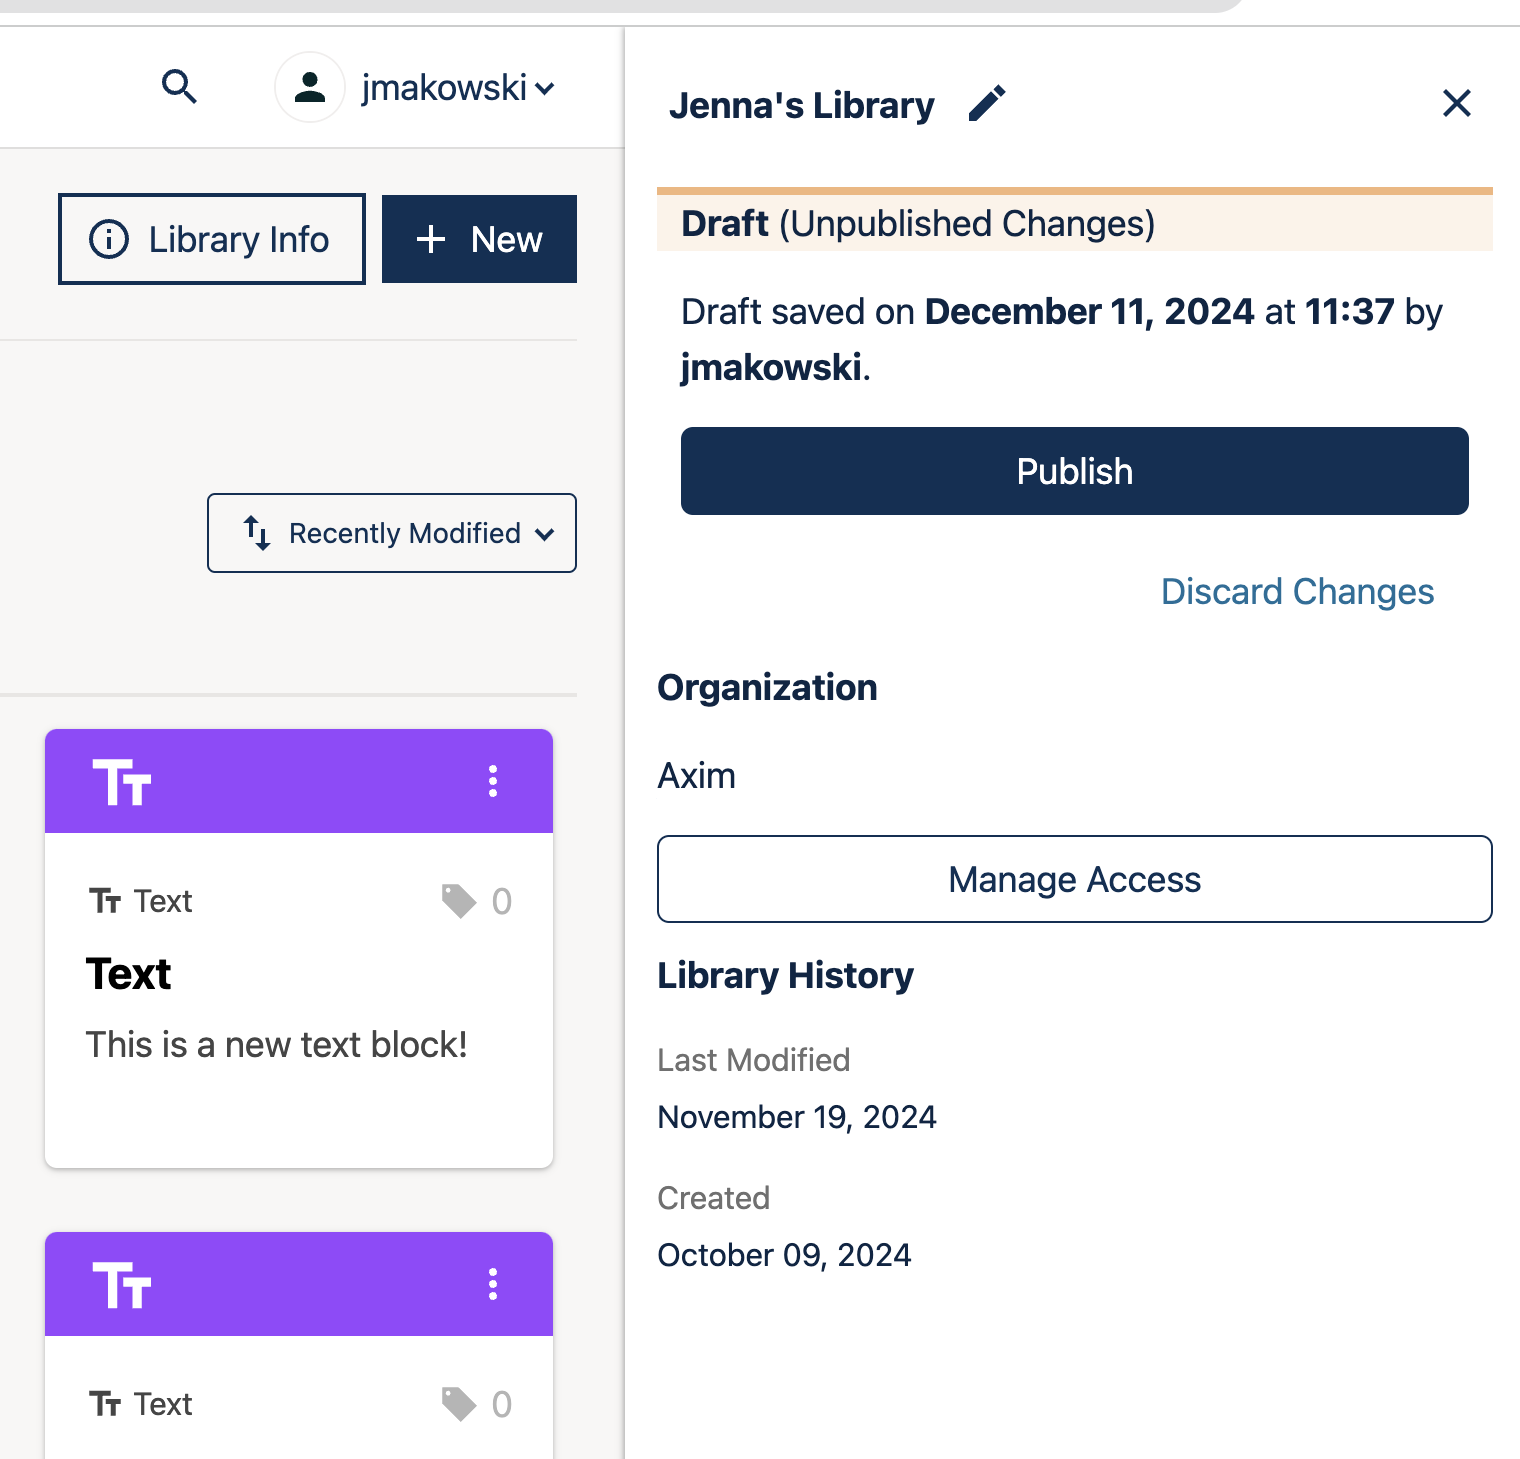 jmakowski
Library Info
+ New
Recently Modified
Text
0
Text
This is a new text block!
Text
0
Jenna's Library
Draft (Unpublished Changes)
Draft saved on December 11, 2024 at 11:37 by
jmakowski.
Publish
Discard Changes
Organization
Axim
Manage Access
Library History
Last Modified
November 19, 2024
Created
October 09, 2024